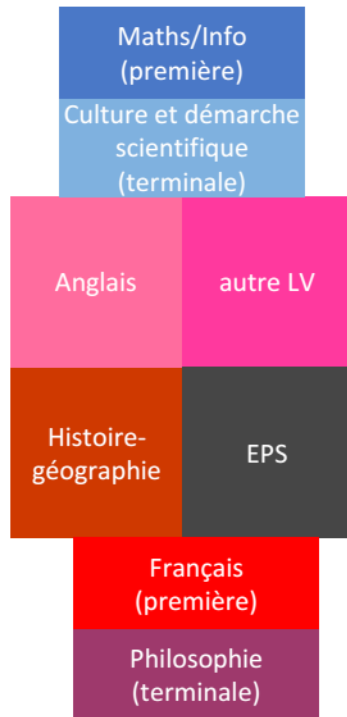 Maths/Info
(première)
Culture et démarche
scientifique
(terminale)
Anglais
autre LV
Histoire-
géographie
EPS
Français
(première)
Philosophie
(terminale)